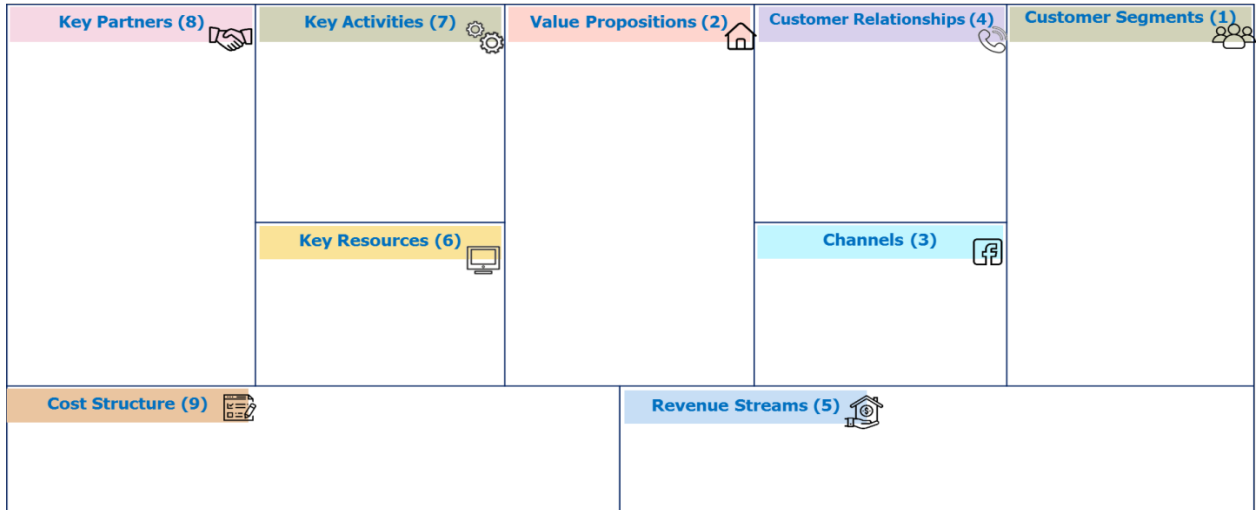 Key Partners (8)
Key Activities (7)
Value Propositions (2)
Customer Relationships (4)
Customer Segments (1)
Key Resources (6)
Channels (3)
Cost Structure (9)
Revenue Streams (5)